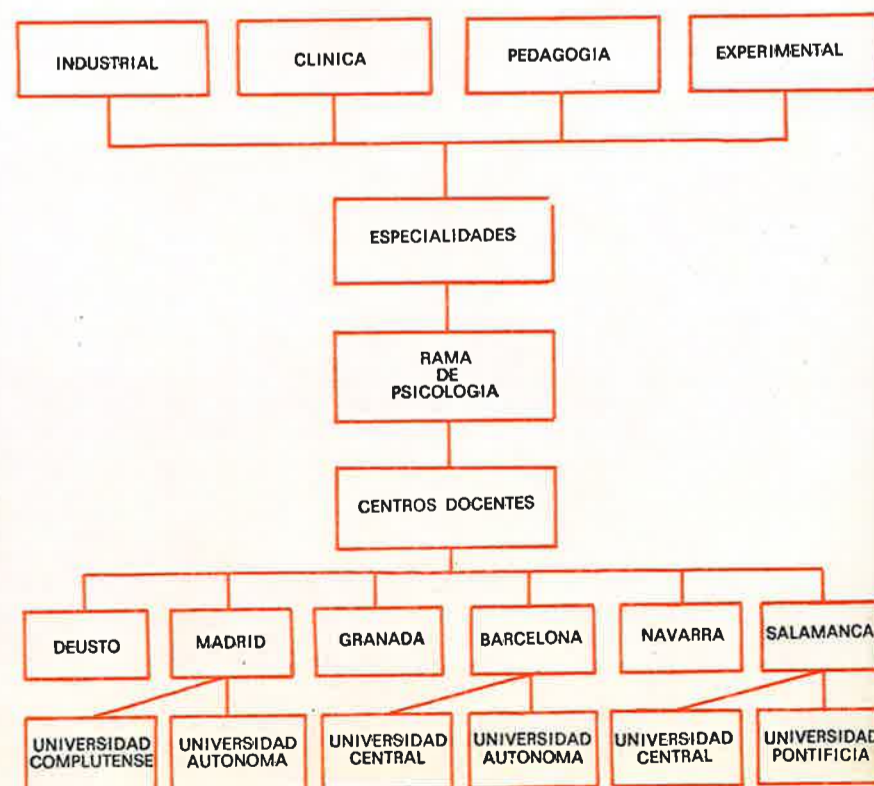 INDUSTRIAL
CLINICA
PEDAGOGIA
EXPERIMENTAL
ESPECIALIDADES
RAMA
DE
PSICOLOGIA
CENTROS DOCENTES
DEUSTO
MADRID
GRANADA
BARCELONA
NAVARRA
SALAMANCA
UNIVERSIDAD
COMPLUTENSE
UNIVERSIDAD
AUTONOMA
UNIVERSIDAD
CENTRAL
UNIVERSIDAD
AUTONOMA
UNIVERSIDAD
CENTRAL
UNIVERSIDAD
PONTIFICIA